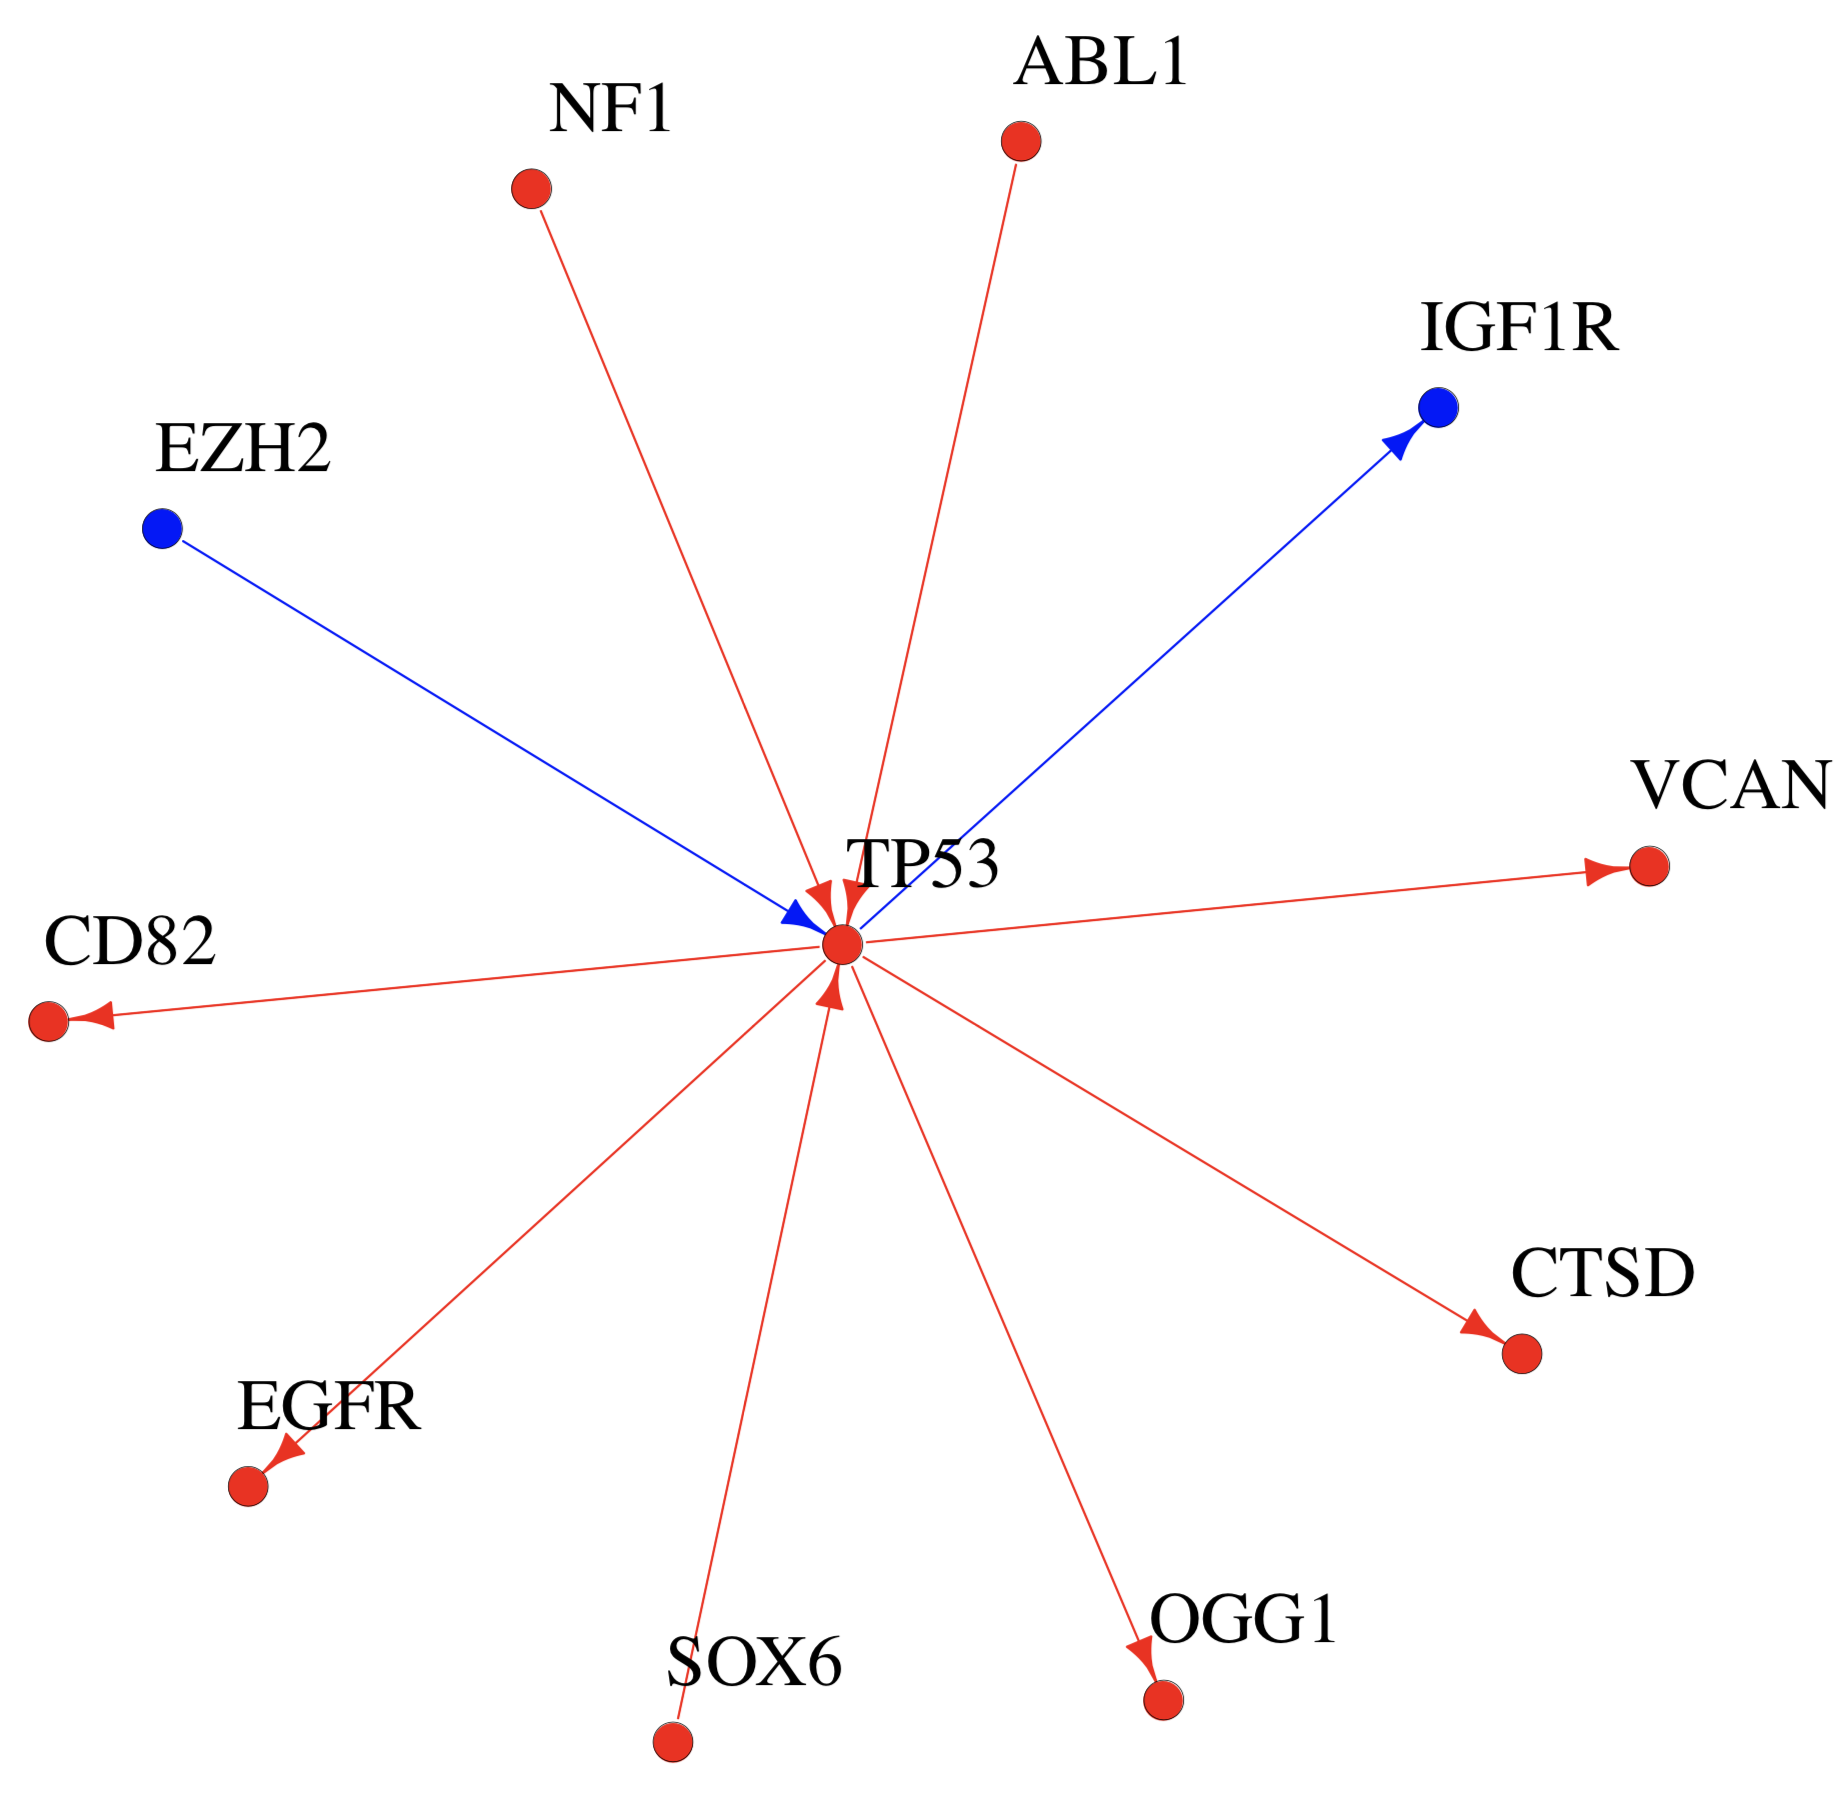 ABL1
NF1
IGF1R
EZH2
VCAN
TP53
CD82
CTSD
EGFR
OGG1
SOX6